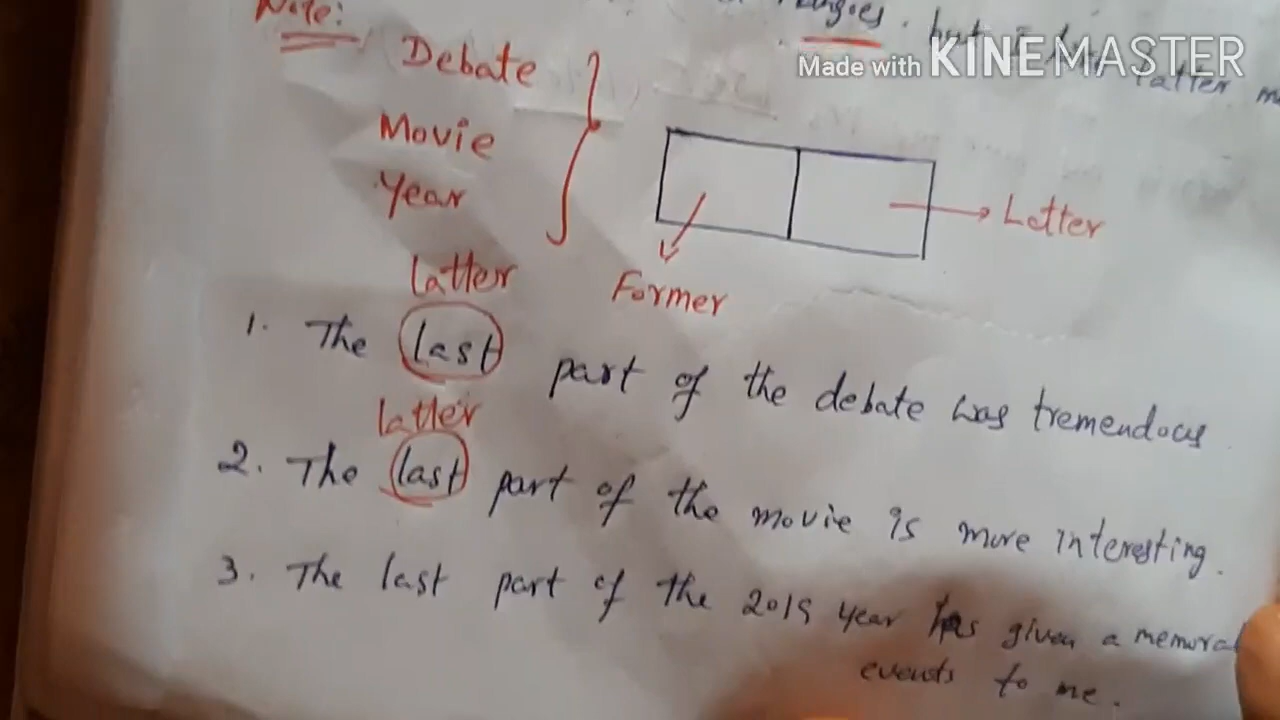 Note:
Made with KINEMASTER
Debate
Movie
Year
Letter
Former
latter
1. The last part of the debate was tremendous
latter
2. The last part of the movie is more interesting.
3. The last part of the 2019 year has given a
events to me.